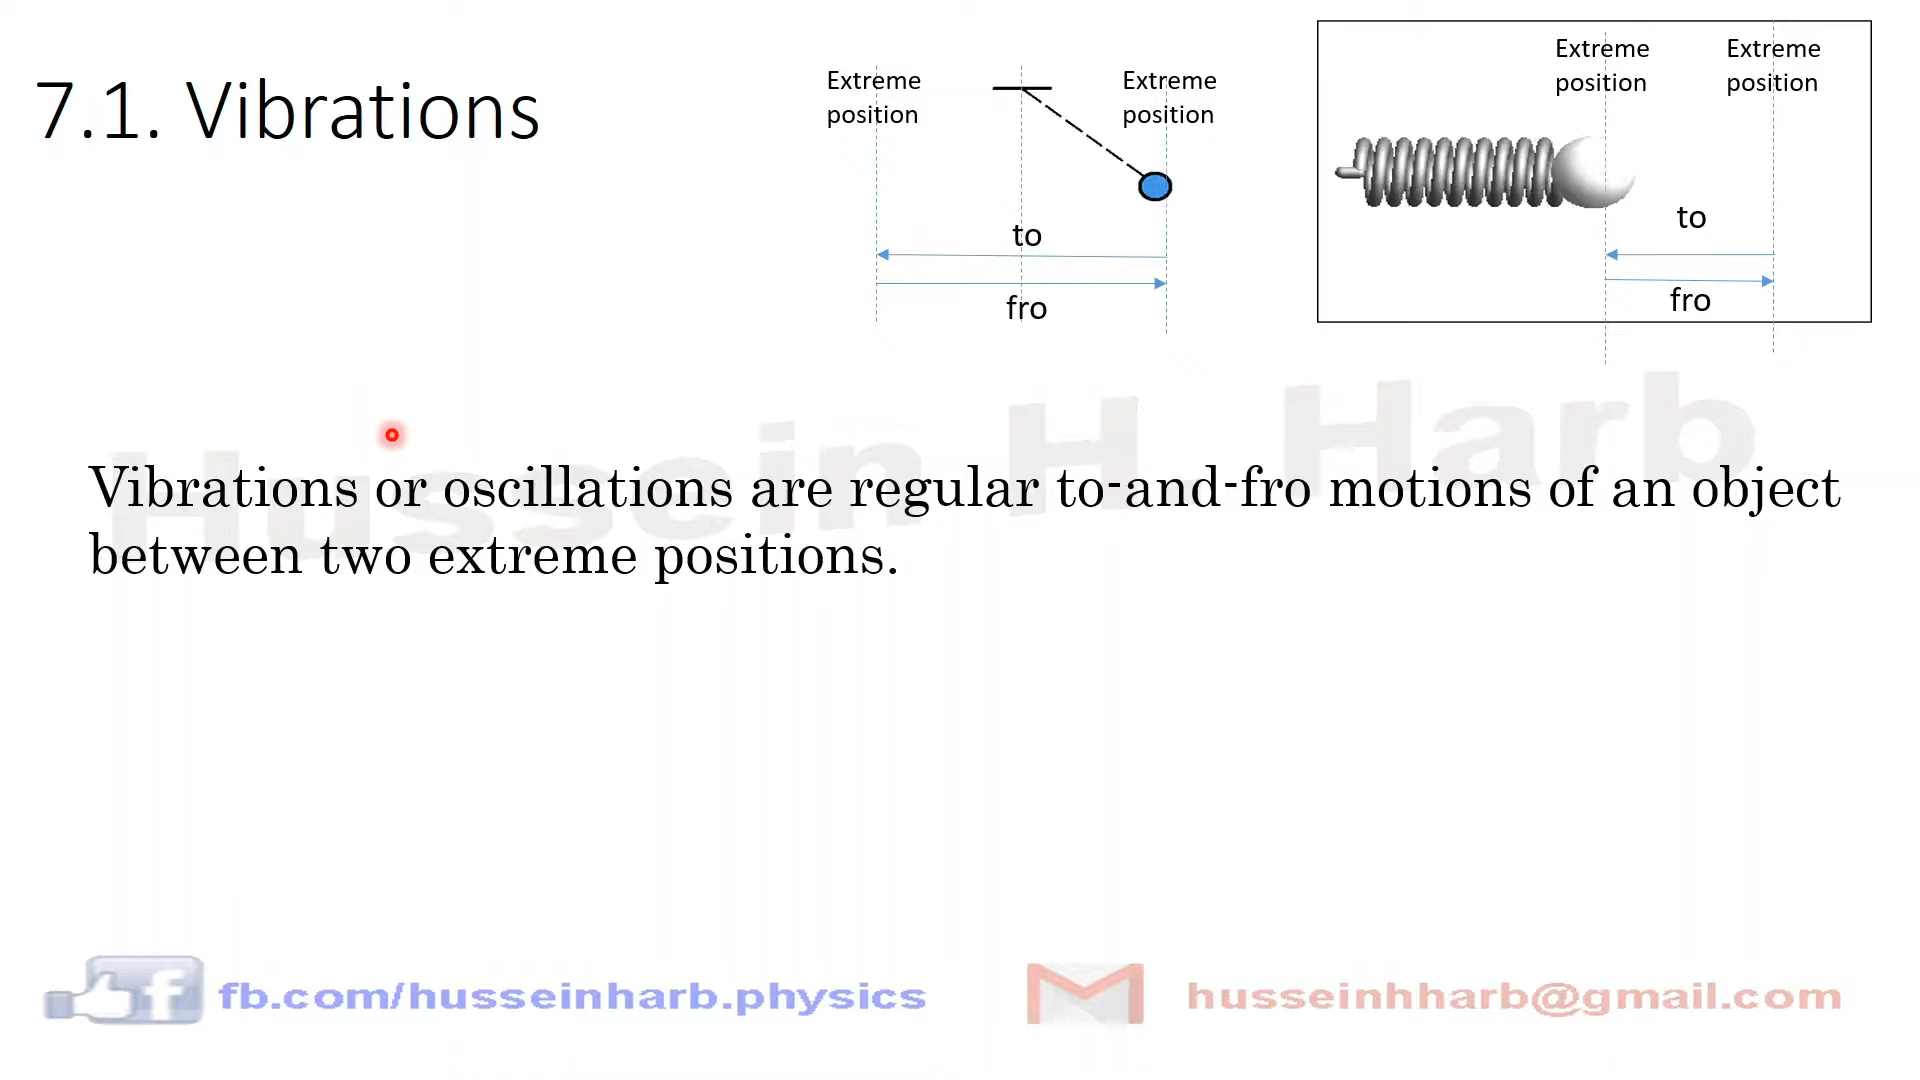 7.1. Vibrations
Extreme
position
Extreme
position
to
fro
Extreme
position
Extreme
position
to
fro
Hussein H. Harb
Vibrations or oscillations are regular to-and-fro motions of an object
between two extreme positions.
fb.com/husseinharb.physics
husseinhharb@gmail.com